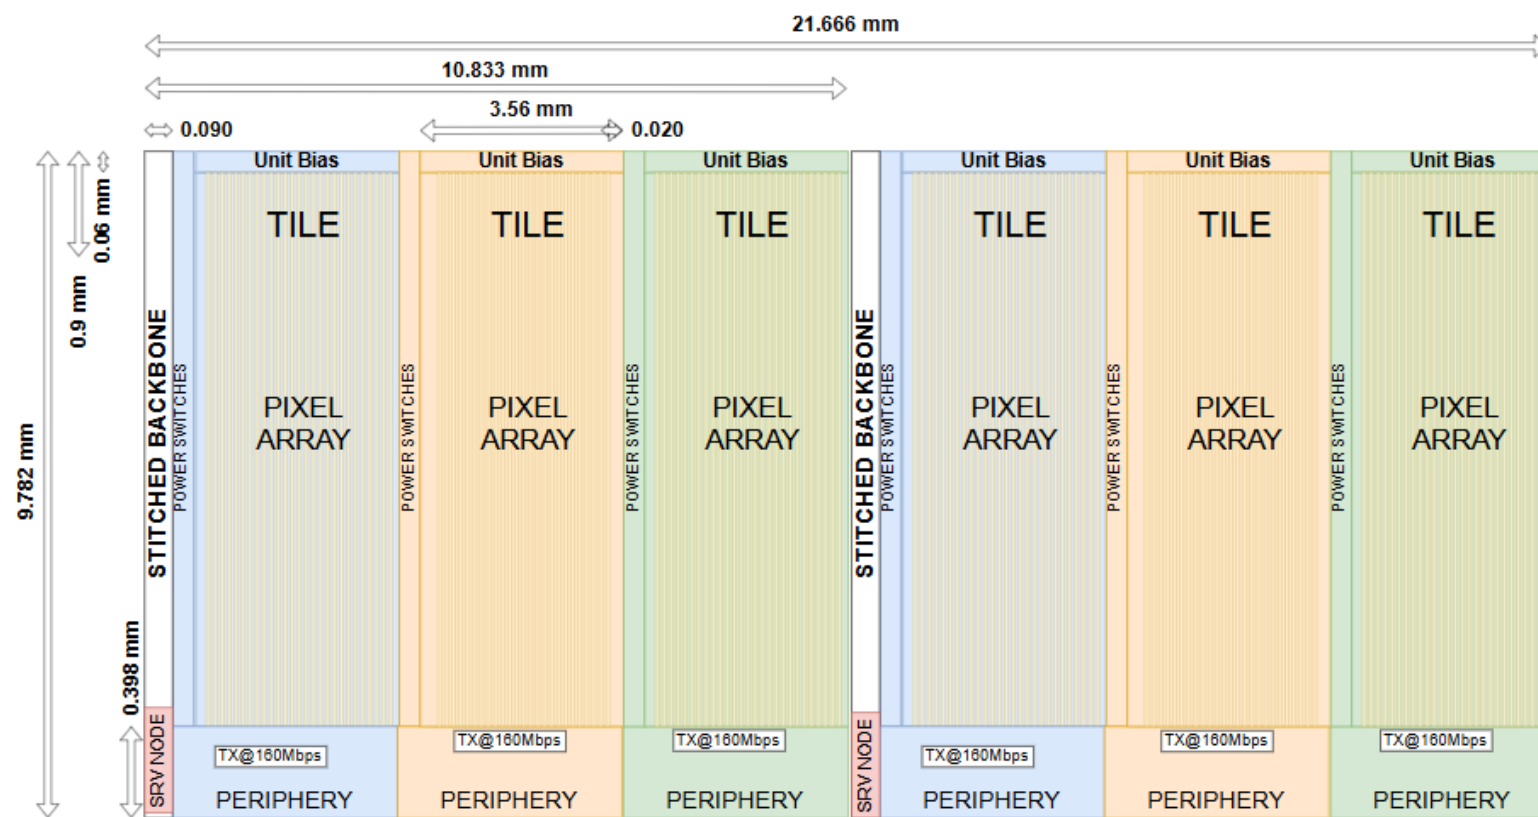 21.666 mm
10.833 mm
3.56 mm
0.090
0.020
Unit Bias
Unit Bias
Unit Bias
Unit Bias
Unit Bias
Unit Bias
0.06 mm
0.9 mm
9.782 mm
0.398 mm
STITCHED BACKBONE
POWER SWITCHES
TILE
PIXEL
ARRAY
POWER SWITCHES
TILE
PIXEL
ARRAY
POWER SWITCHES
TILE
PIXEL
ARRAY
STITCHED BACKBONE
POWER SWITCHES
TILE
PIXEL
ARRAY
POWER SWITCHES
TILE
PIXEL
ARRAY
POWER SWITCHES
TILE
PIXEL
ARRAY
SRV NODE
TX@160Mbps
PERIPHERY
TX@160Mbps
PERIPHERY
TX@160Mbps
PERIPHERY
SRV NODE
TX@160Mbps
PERIPHERY
TX@160Mbps
PERIPHERY
TX@160Mbps
PERIPHERY